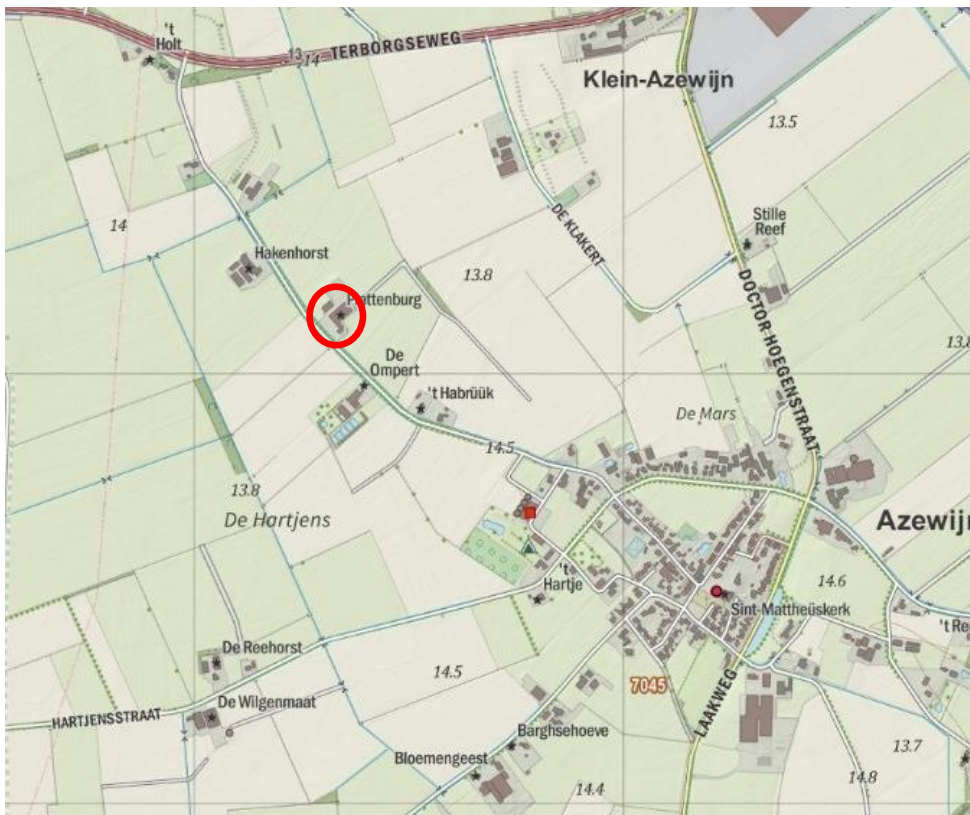 't
Holt
13
14
TERBORGSEWEG
Klein-Azewijn
13.5
14
Hakenhorst
DE KLAKERT
Stille
Reef
13.8
Plattenburg
DOCTOR HOEGENSTRAAT
De
Ompert
't Habrüük
De Mars
14.5
13.8
De Hartjens
't
Hartje
14.6
Sint-Mattheüskerk
De Reehorst
14.5
7045
De Wilgenmaat
HARTJENSSTRAAT
LAAKWEG
Barghsehoeve
Bloemengeest
13.7
14.8
14.4